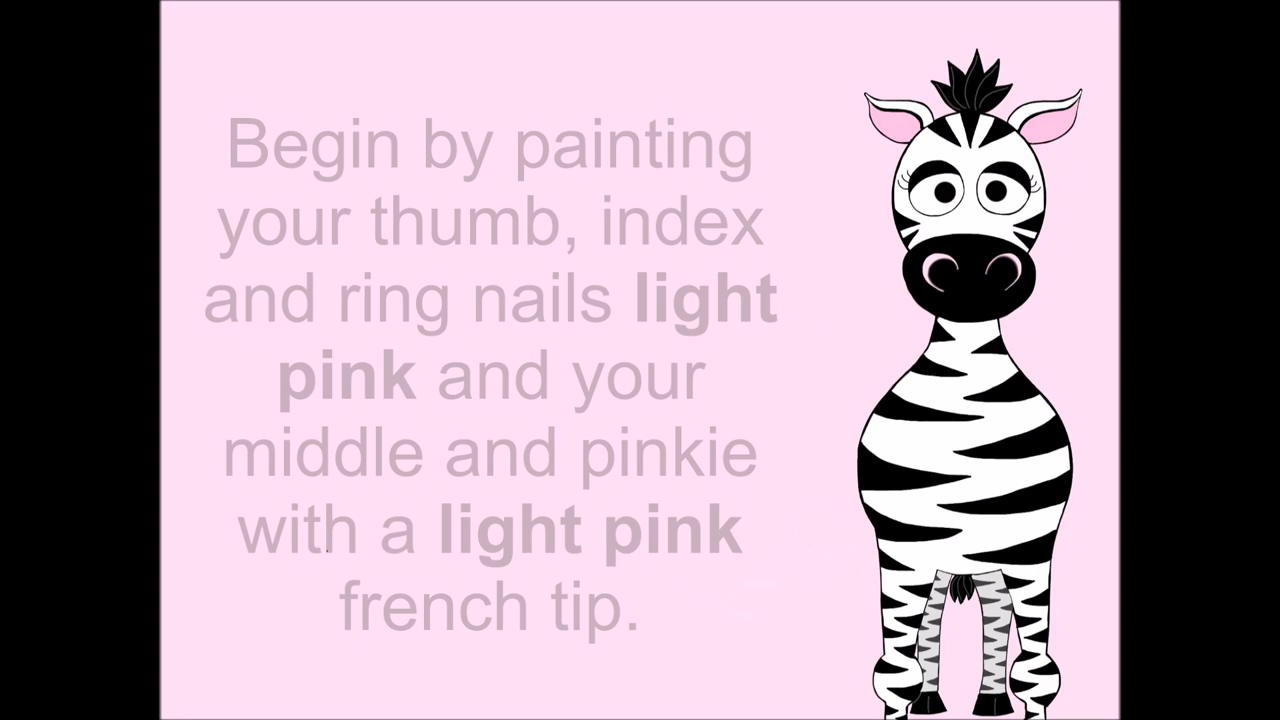 Begin by painting
your thumb, index
and ring nails light
pink and your
middle and pinkie
with a light pink
french tip.